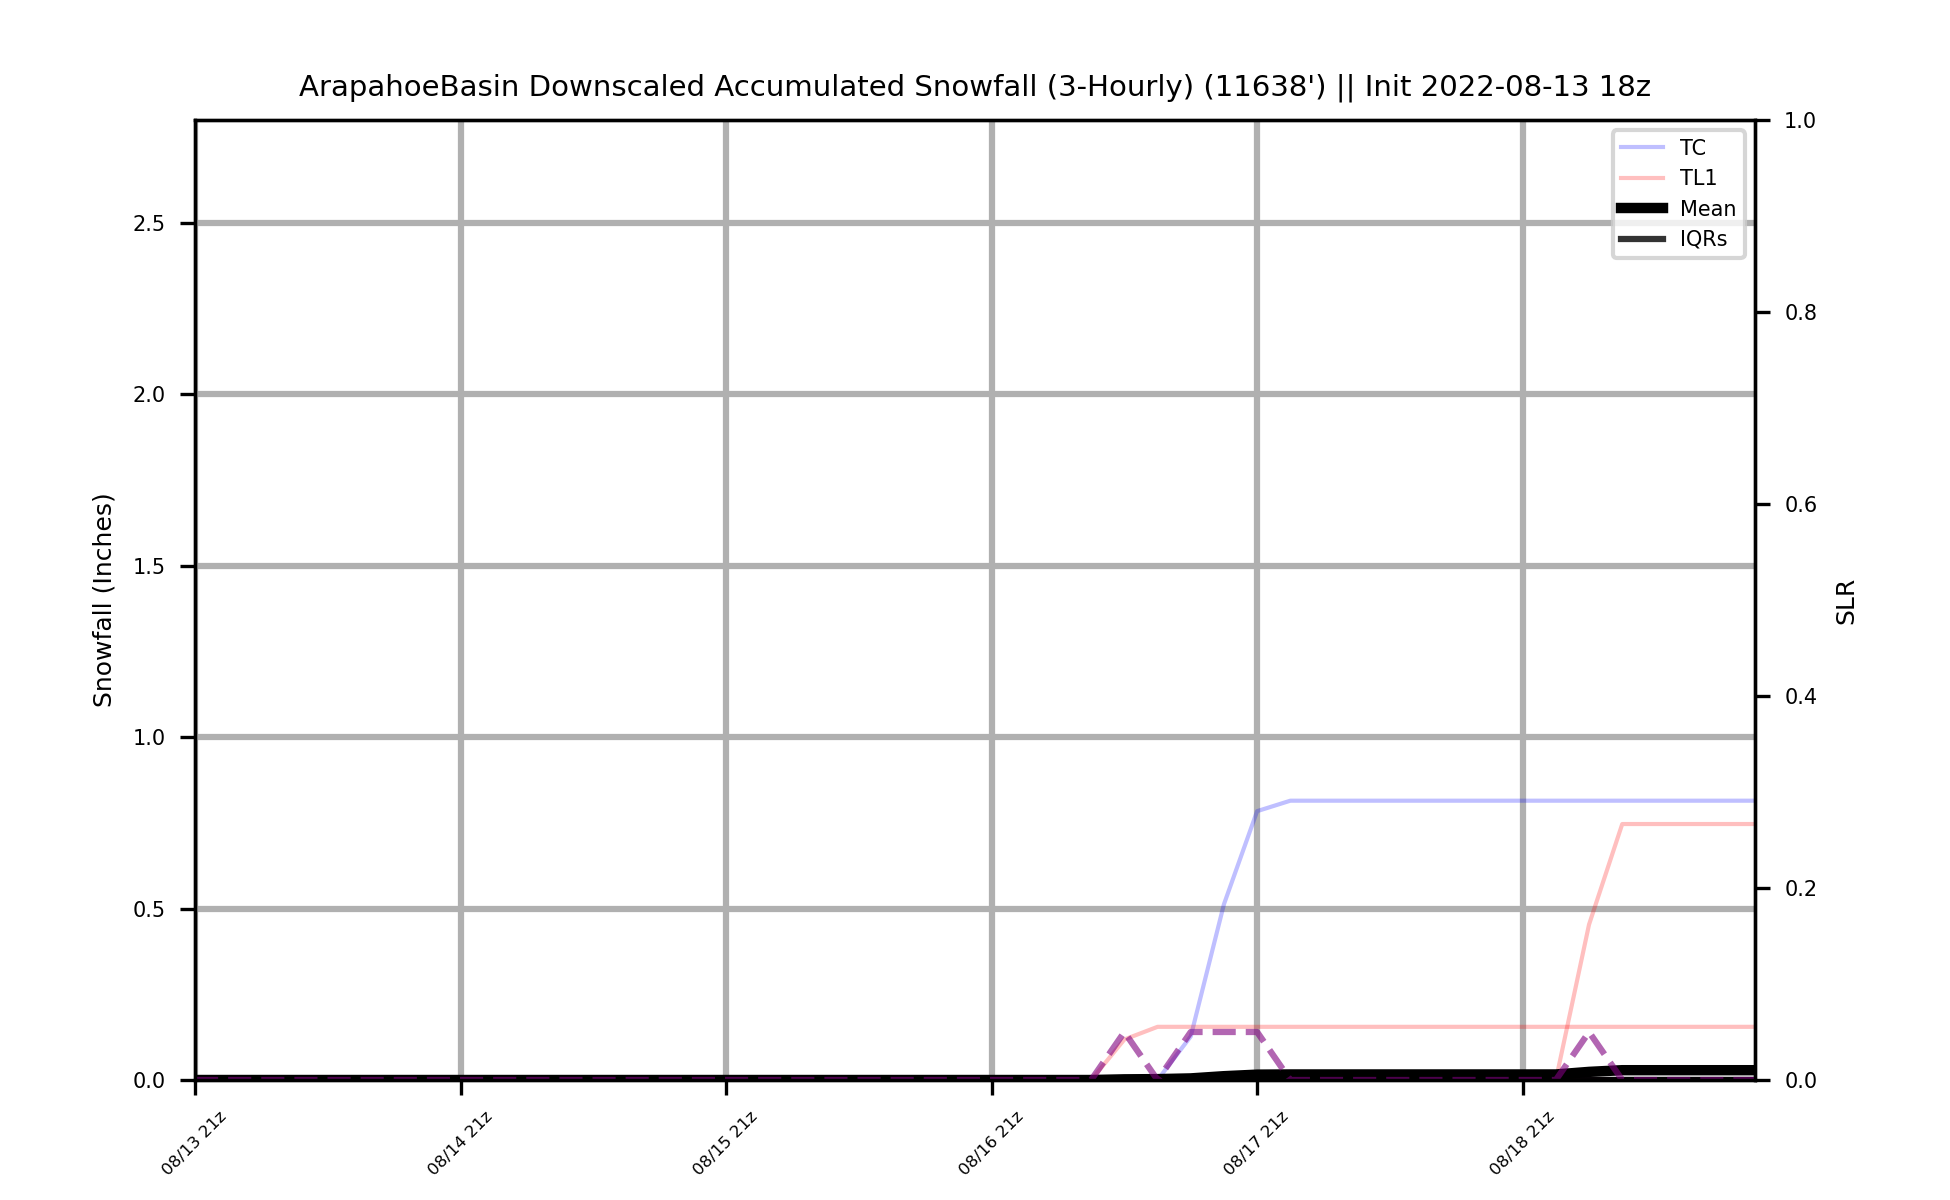 ArapahoeBasin Downscaled Accumulated Snowfall (3-Hourly) (11638') || Init 2022-08-13 18z
TC
TL1
Mean
IQRs
Snowfall (Inches)
2.5
2.0
1.5
1.0
0.5
0.0
1.0
0.8
0.6
0.4
0.2
0.0
SLR
08/13 21z
08/14 21z
08/15 21z
08/16 21z
08/17 21z
08/18 21z